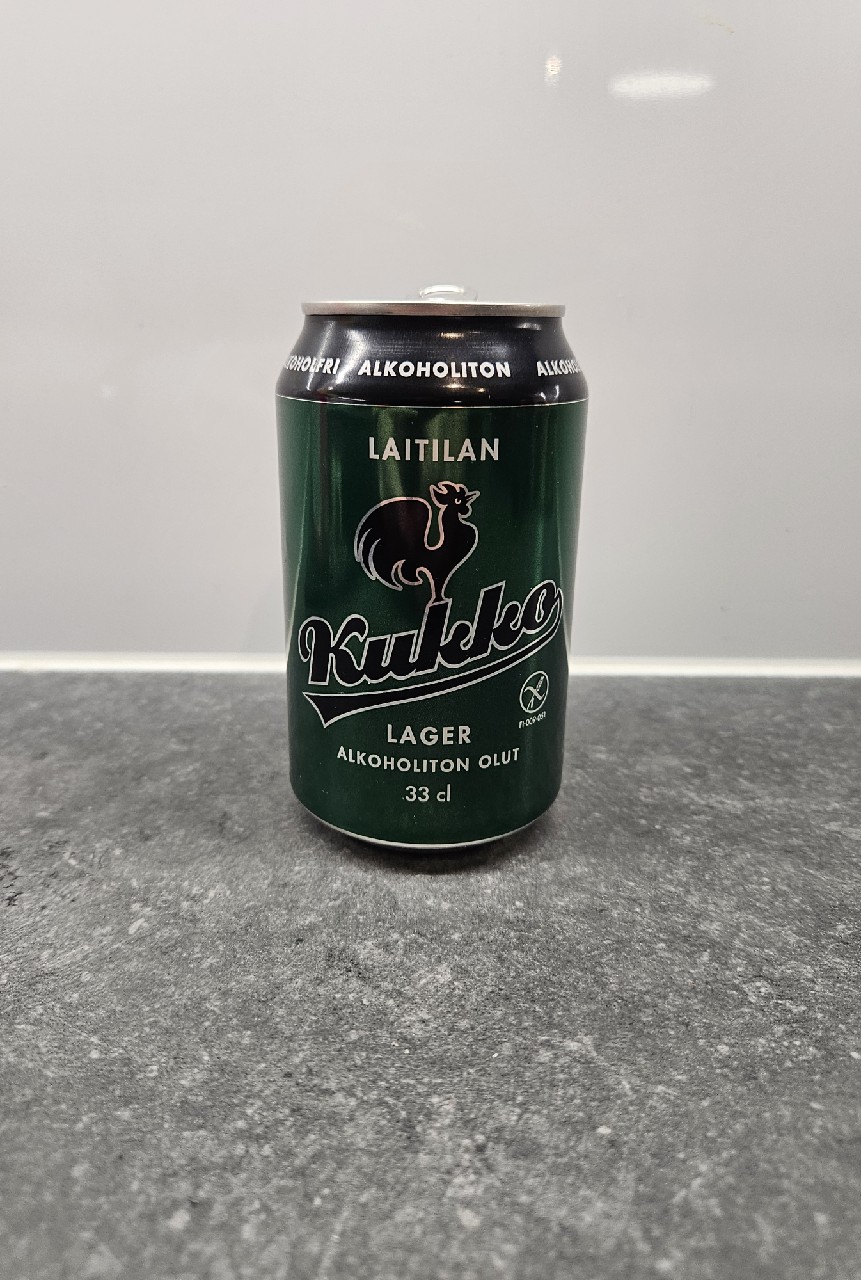 ALKOHOLITON
LAITILAN
Kukko
LAGER
ALKOHOLITON OLUT
33 cl